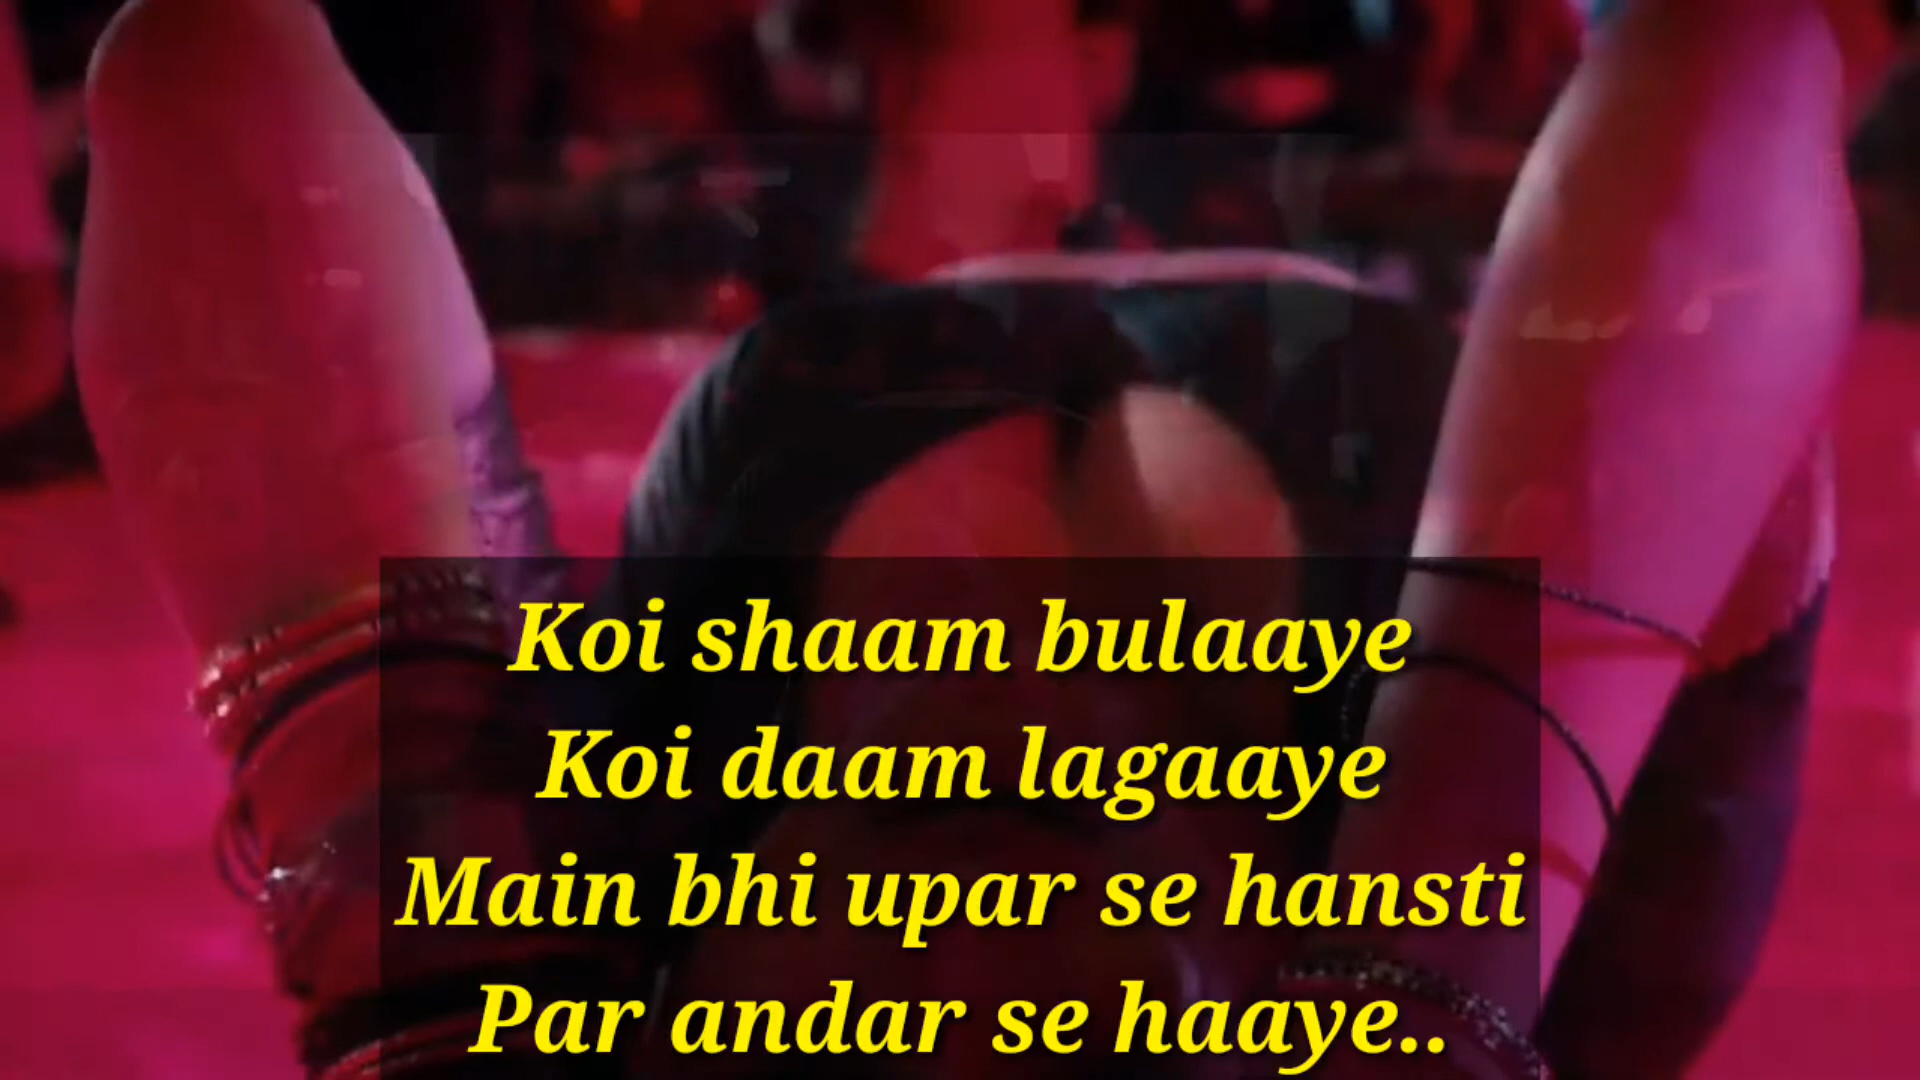 Koi shaam bulaaye
Koi daam lagaaye
Main bhi upar se hansti
Par andar se haaye..